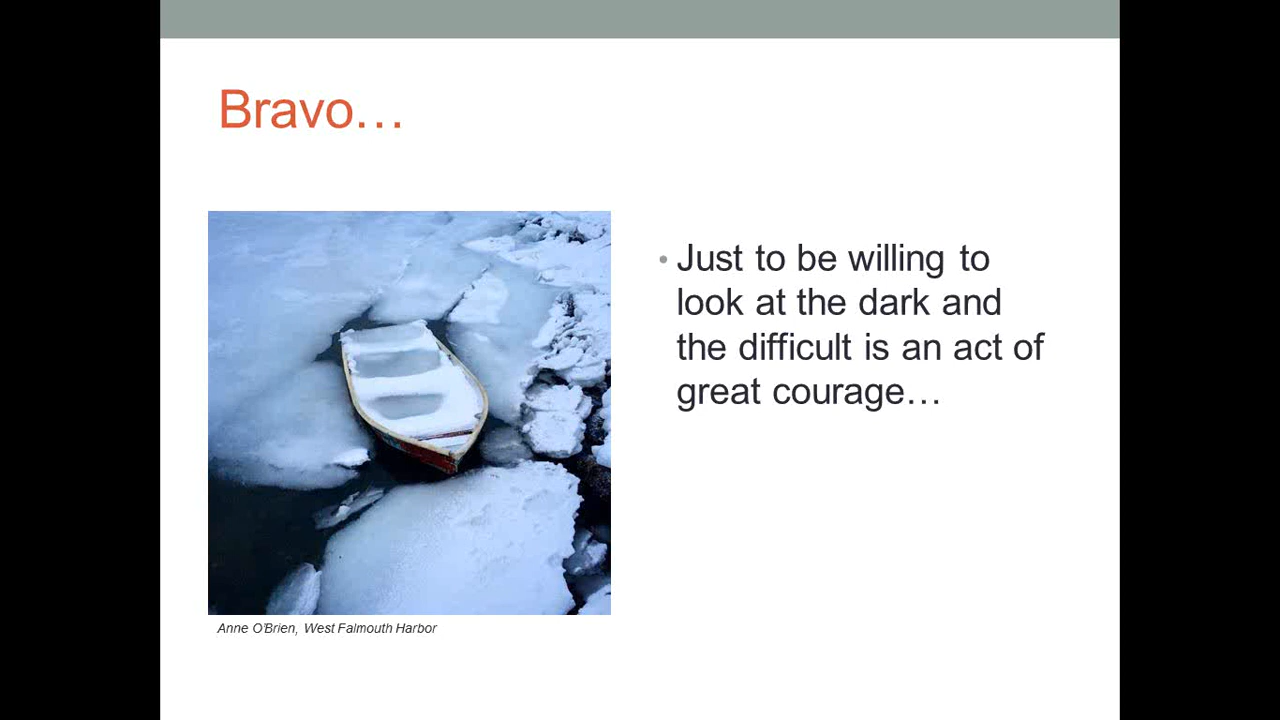 Bravo…
• Just to be willing to
look at the dark and
the difficult is an act of
great courage…
Anne O'Brien, West Falmouth Harbor